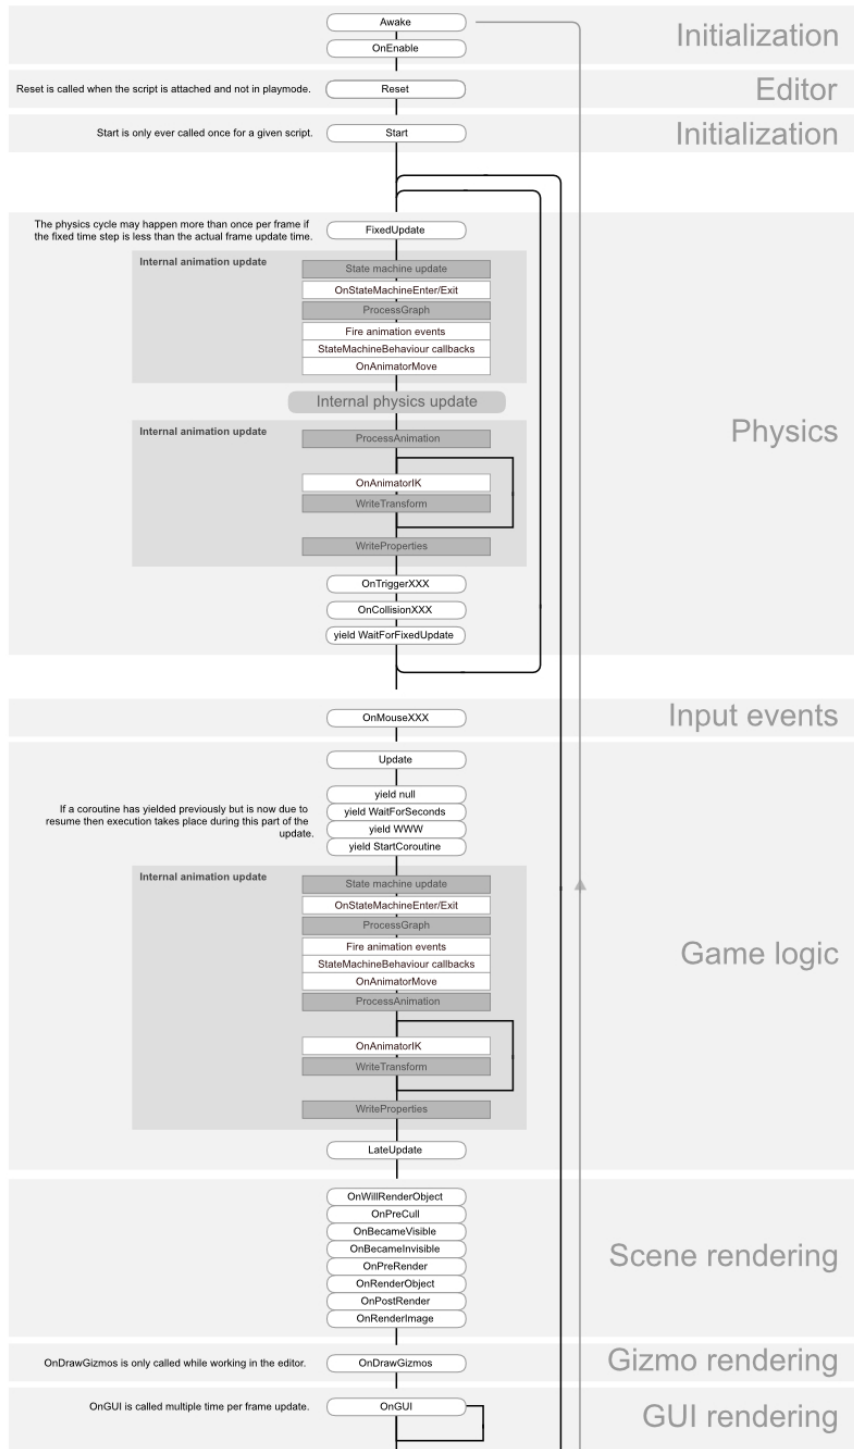 Awake
OnEnable
Initialization
Reset is called when the script is attached and not in playmode.
Reset
Editor
Start is only ever called once for a given script.
Start
Initialization
The physics cycle may happen more than once per frame if
the fixed time step is less than the actual frame update time.
FixedUpdate
Internal animation update
State machine update
OnStateMachineEnter/Exit
ProcessGraph
Fire animation events
StateMachineBehaviour callbacks
OnAnimatorMove
Internal physics update
Physics
Internal animation update
ProcessAnimation
OnAnimatorIK
WriteTransform
WriteProperties
OnTriggerXXX
OnCollisionXXX
yield WaitForFixedUpdate
OnMouseXXX
Input events
Update
yield null
yield WaitForSeconds
yield WWW
yield StartCoroutine
If a coroutine has yielded previously but is now due to
resume then execution takes place during this part of the
update.
Internal animation update
State machine update
OnStateMachineEnter/Exit
ProcessGraph
Fire animation events
StateMachineBehaviour callbacks
OnAnimatorMove
ProcessAnimation
OnAnimatorIK
WriteTransform
WriteProperties
Game logic
LateUpdate
OnWillRenderObject
OnPreCull
OnBecameVisible
OnBecameInvisible
OnPreRender
OnRenderObject
OnPostRender
OnRenderImage
Scene rendering
OnDrawGizmos is only called while working in the editor.
OnDrawGizmos
Gizmo rendering
OnGUI is called multiple time per frame update.
OnGUI
GUI rendering